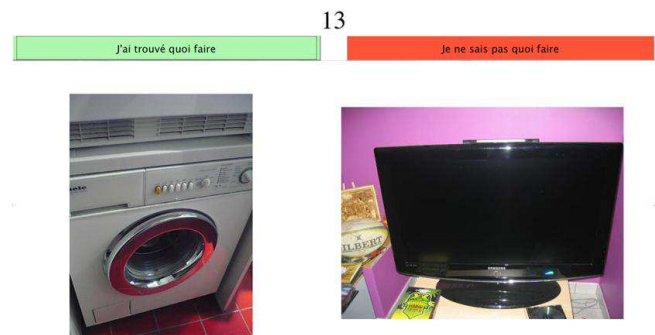 13
J'ai trouvé quoi faire
Je ne sais pas quoi faire
GILBERT
SAMSUNG